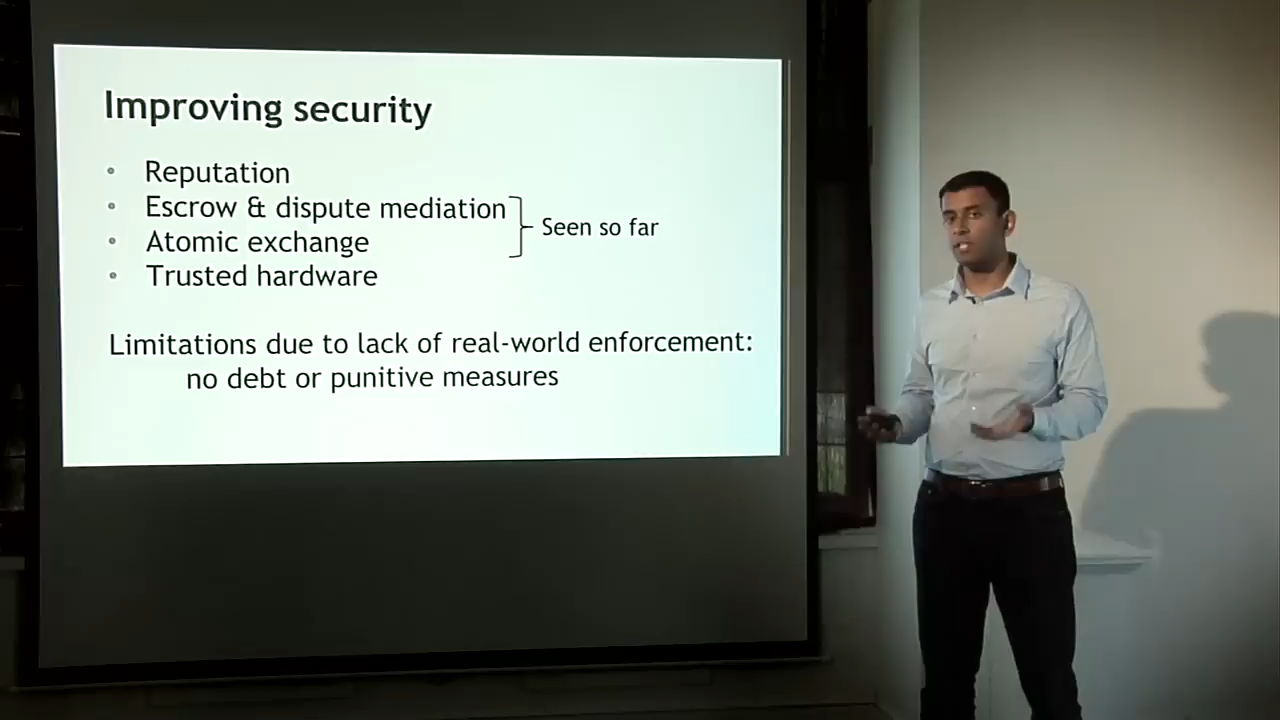 Improving security
Reputation
Escrow & dispute mediation
Atomic exchange
Seen so far
Trusted hardware
Limitations due to lack of real-world enforcement:
no debt or punitive measures